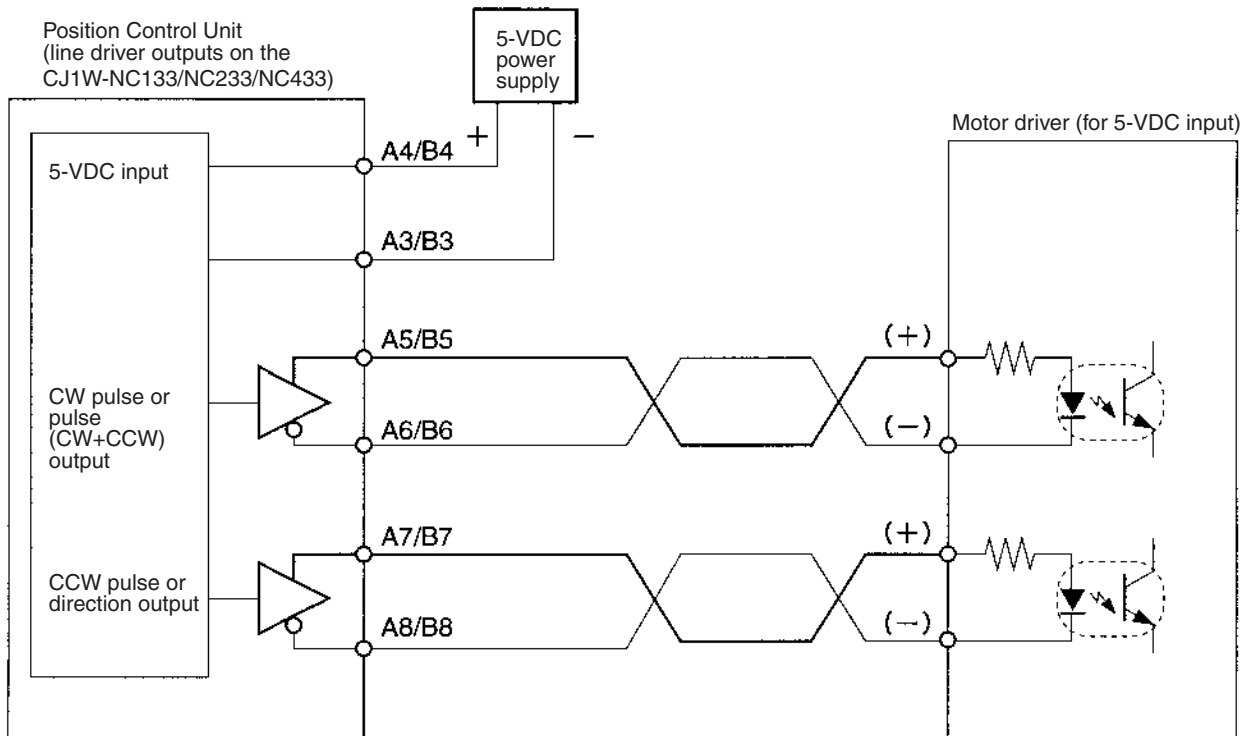 Position Control Unit
(line driver outputs on the
CJ1W-NC133/NC233/NC433)
5-VDC
power
supply
Motor driver (for 5-VDC input)
+
−
5-VDC input
A4/B4
A3/B3
A5/B5
(+)
CW pulse or
pulse
(CW+CCW)
output
A6/B6
(−)
A7/B7
(+)
CCW pulse or
direction output
A8/B8
(−)